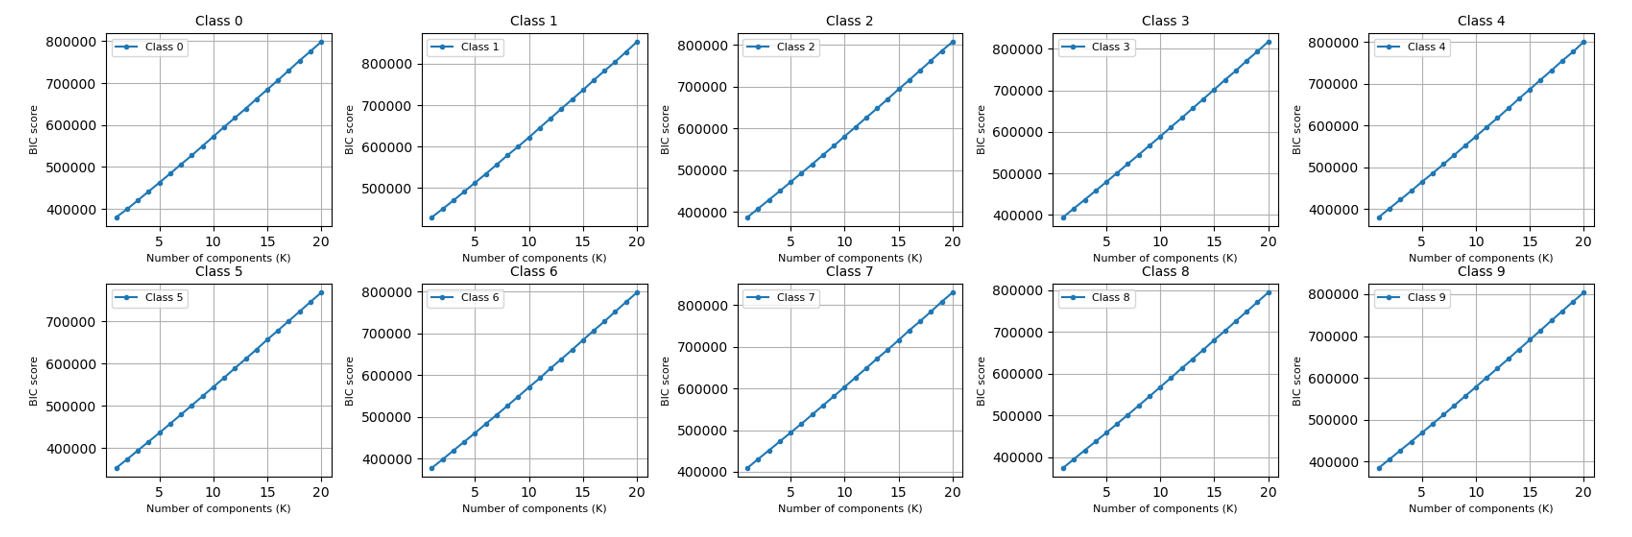 Class 0
800000
700000
600000
500000
400000
BIC score
Class 0
5 10 15 20
Number of components (K)
Class 1
800000
700000
600000
500000
BIC score
Class 1
5 10 15 20
Number of components (K)
Class 2
800000
700000
600000
500000
400000
BIC score
Class 2
5 10 15 20
Number of components (K)
Class 3
800000
700000
600000
500000
400000
BIC score
Class 3
5 10 15 20
Number of components (K)
Class 4
800000
700000
600000
500000
400000
BIC score
Class 4
5 10 15 20
Number of components (K)
Class 5
700000
600000
500000
400000
BIC score
Class 5
5 10 15 20
Number of components (K)
Class 6
800000
700000
600000
500000
400000
BIC score
Class 6
5 10 15 20
Number of components (K)
Class 7
800000
700000
600000
500000
400000
BIC score
Class 7
5 10 15 20
Number of components (K)
Class 8
800000
700000
600000
500000
400000
BIC score
Class 8
5 10 15 20
Number of components (K)
Class 9
800000
700000
600000
500000
400000
BIC score
Class 9
5 10 15 20
Number of components (K)